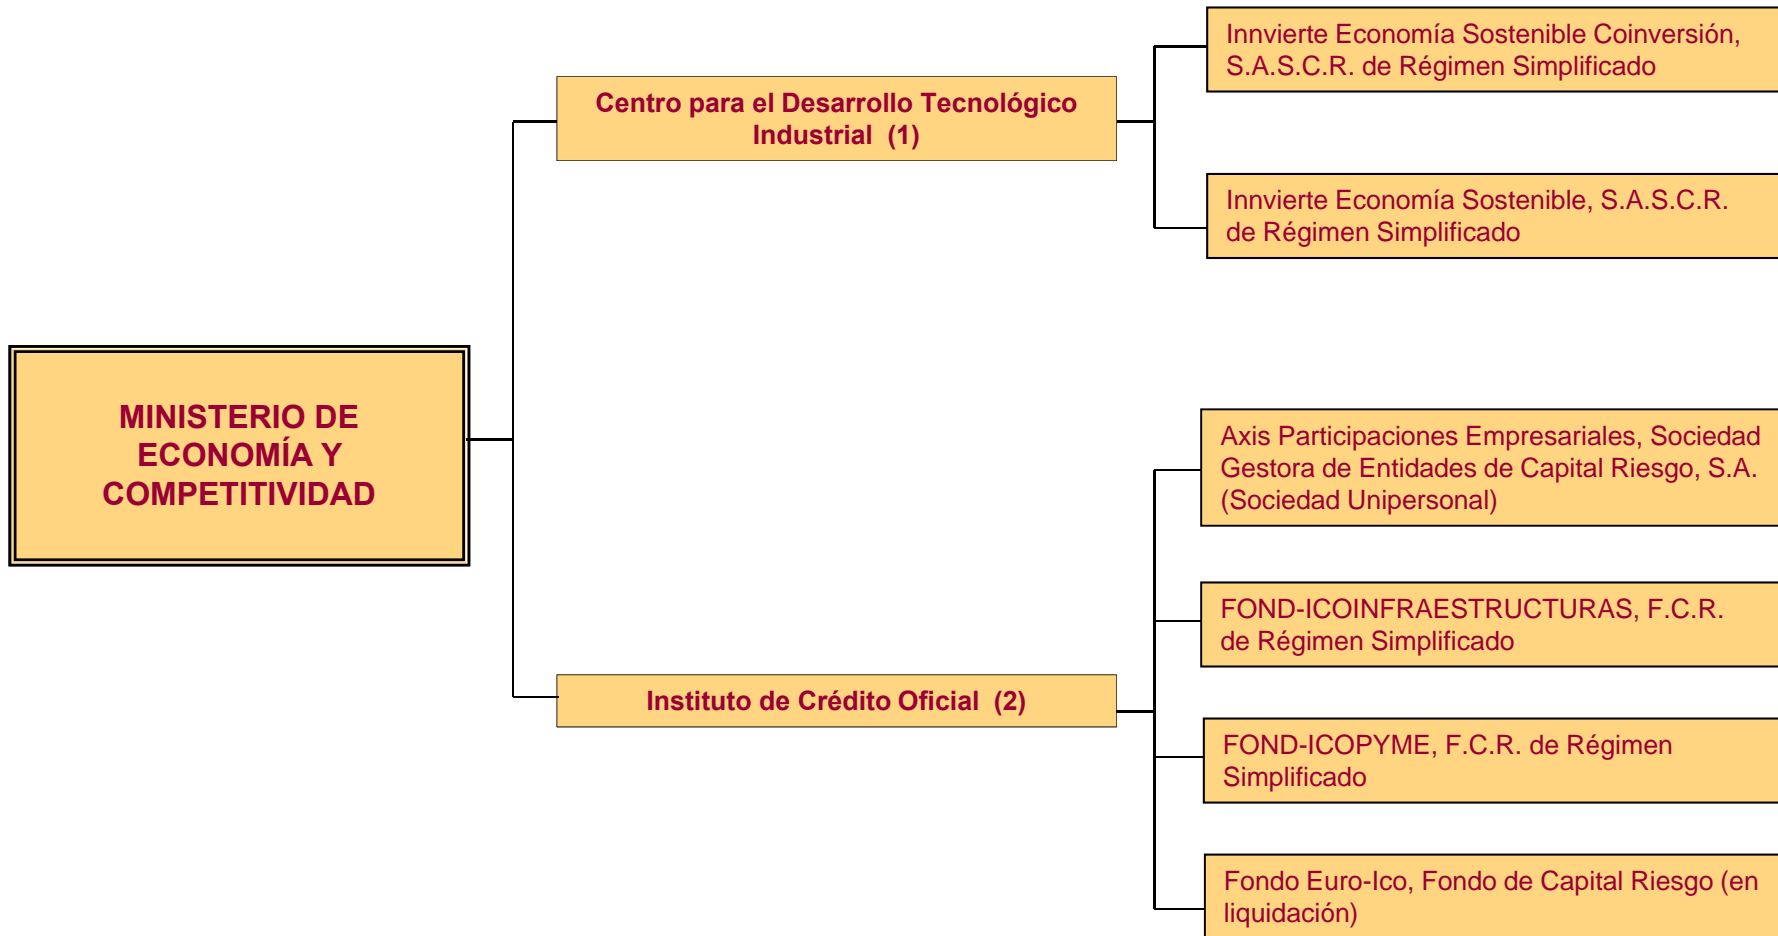 Innvierte Economía Sostenible Coinversión,
S.A.S.C.R. de Régimen Simplificado
Centro para el Desarrollo Tecnológico
Industrial (1)
Innvierte Economía Sostenible, S.A.S.C.R.
de Régimen Simplificado
MINISTERIO DE
ECONOMÍA Y
COMPETITIVIDAD
Axis Participaciones Empresariales, Sociedad
Gestora de Entidades de Capital Riesgo, S.A.
(Sociedad Unipersonal)
FOND-ICOINFRAESTRUCTURAS, F.C.R.
de Régimen Simplificado
Instituto de Crédito Oficial (2)
FOND-ICOPYME, F.C.R. de Régimen
Simplificado
Fondo Euro-Ico, Fondo de Capital Riesgo (en
liquidación)